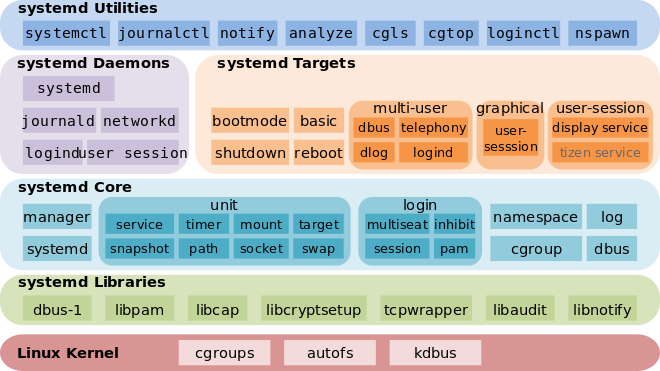 systemd Utilities
systemctl journalctl notify analyze cgls cgtop loginctl nspawn
systemd Daemons
systemd
journald networkd
logind user session
systemd Targets
bootmode basic
shutdown reboot
multi-user
dbus telephony
dlog logind
graphical
user-
sesssion
user-session
display service
tizen service
systemd Core
manager
systemd
unit
service timer mount target
snapshot path socket swap
login
multiseat inhibit
session pam
namespace log
cgroup dbus
systemd Libraries
dbus-1 libpam libcap libcryptsetup tcpwrapper libaudit libnotify
Linux Kernel cgroups autofs kdbus